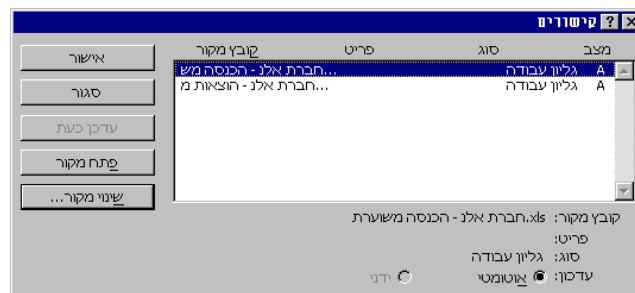 קישורים
מצב סוג פריט קובץ מקור
A גליון עבודה חברת אלנ - הכנסה מש...
A גליון עבודה חברת אלנ - הוצאות מ...
אישור
סגור
עדכן כעת
פתח מקור
שינוי מקור...
קובץ מקור: חברת אלנ - הכנסה משוערת.xls
פריט:
סוג: גליון עבודה
עדכון: אוטומטי ידני